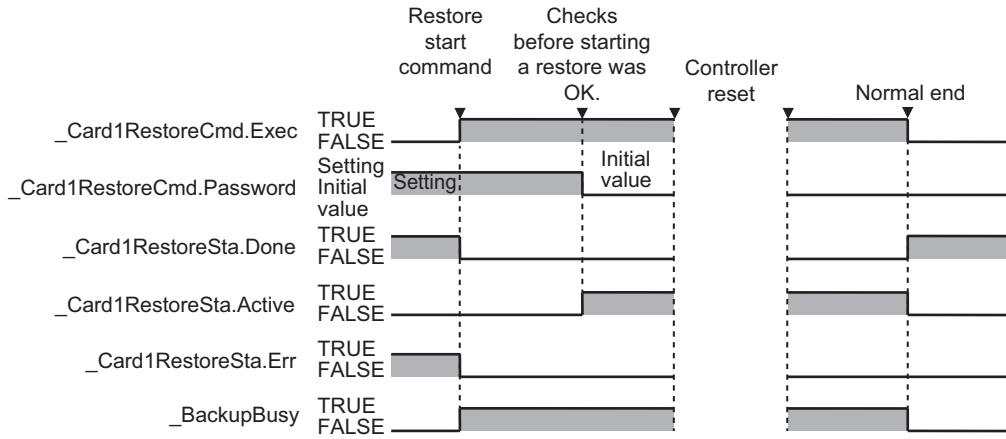 Restore
start
command
Checks
before starting
a restore was
OK.
Controller
reset
Normal end
_Card1RestoreCmd.Exec
TRUE
FALSE
_Card1RestoreCmd.Password
Setting
Initial
value
Setting
Initial
value
_Card1RestoreSta.Done
TRUE
FALSE
_Card1RestoreSta.Active
TRUE
FALSE
_Card1RestoreSta.Err
TRUE
FALSE
_BackupBusy
TRUE
FALSE